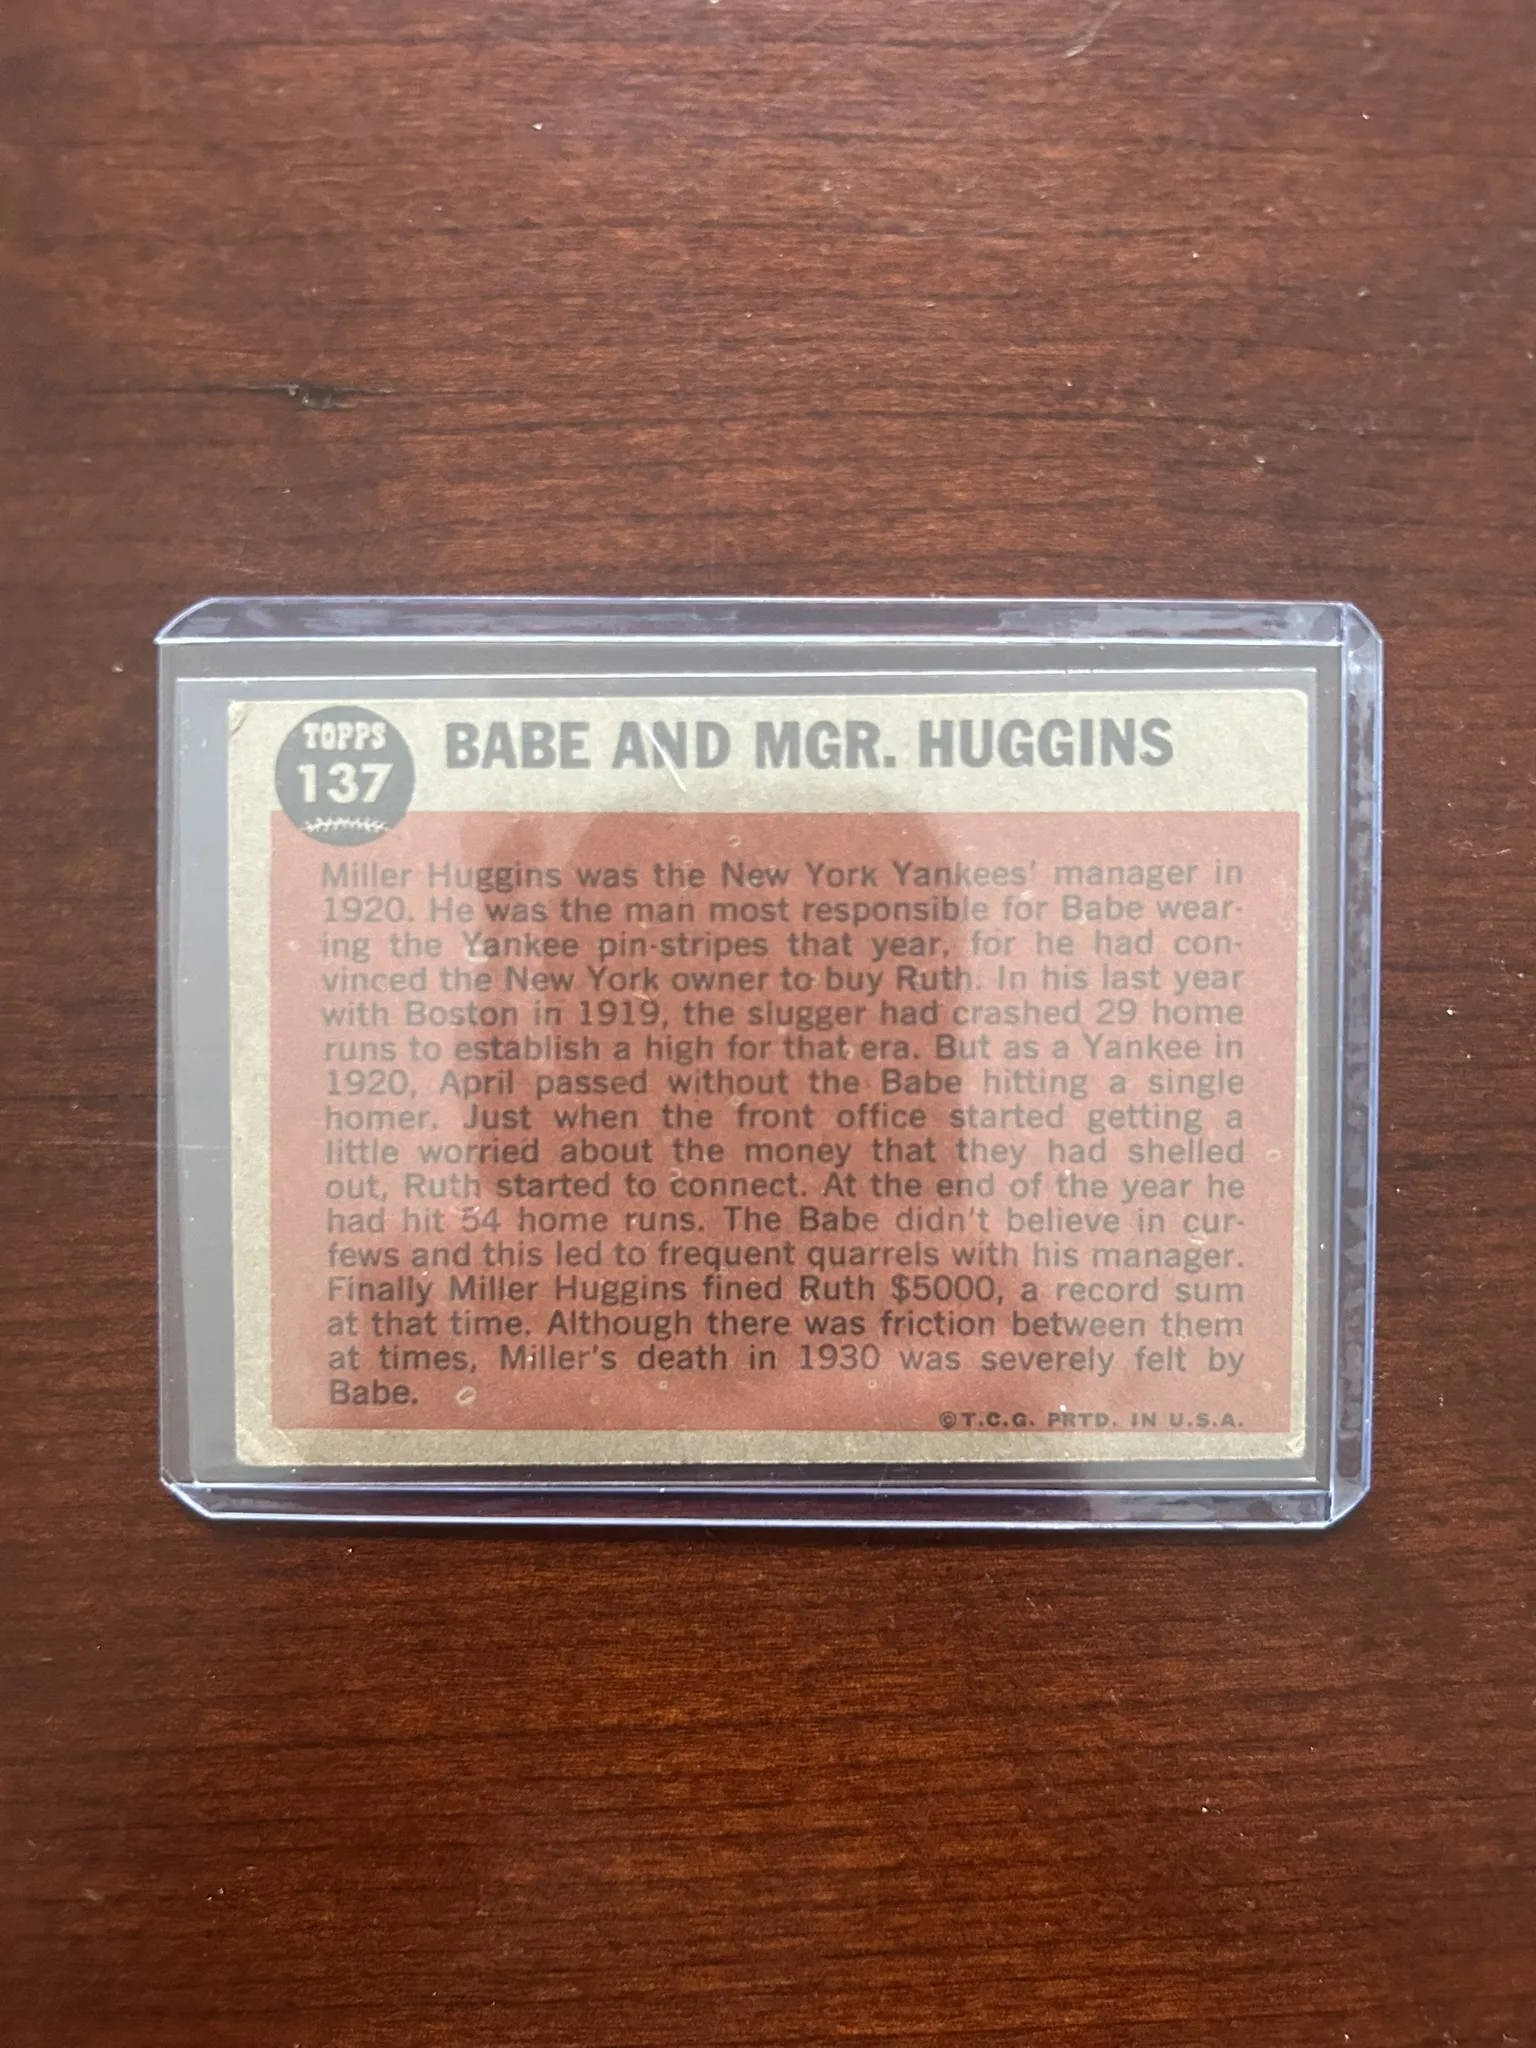 TOPPS
137
BABE AND MGR. HUGGINS
Miller Huggins was the New York Yankees' manager in
1920. He was the man most responsible for Babe wear-
ing the Yankee pin-stripes that year, for he had con-
vinced the New York owner to buy Ruth. In his last year
with Boston in 1919, the slugger had crashed 29 home
runs to establish a high for that era. But as a Yankee in
1920, April passed without the Babe hitting a single
homer. Just when the front office started getting a
little worried about the money that they had shelled
out, Ruth started to connect. At the end of the year he
had hit 54 home runs. The Babe didn't believe in cur-
fews and this led to frequent quarrels with his manager.
Finally Miller Huggins fined Ruth $5000, a record sum
at that time. Although there was friction between them
at times, Miller's death in 1930 was severely felt by
Babe.
©T.C.G. PRTD. IN U.S.A.